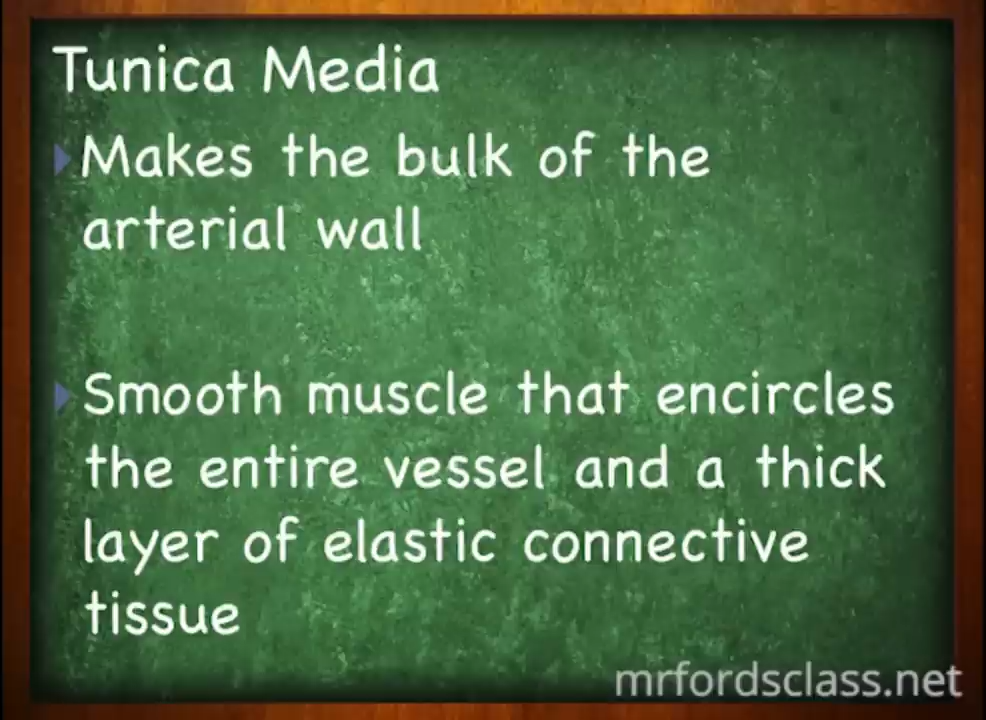 Tunica Media
Makes the bulk of the
arterial wall
Smooth muscle that encircles
the entire vessel and a thick
layer of elastic connective
tissue
mrfordsclass.net